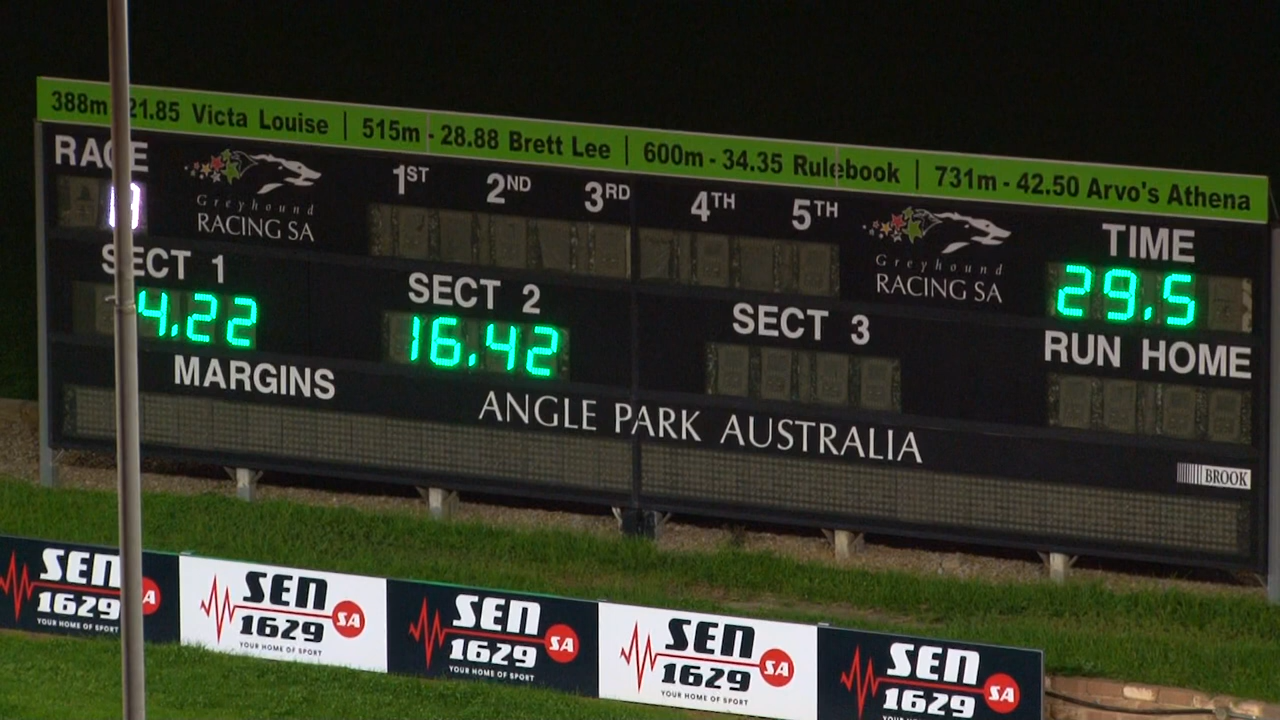 388m 21.85 Victa Louise | 515m - 28.88 Brett Lee | 600m - 34.35 Rulebook | 731m - 42.50 Arvo's Athena
RACE
Greyhound
RACING SA
1ST 2ND 3RD 4TH 5TH
Greyhound
RACING SA
TIME
29.5
SECT 1
4.22
SECT 2
16.42
SECT 3
RUN HOME
MARGINS
ANGLE PARK AUSTRALIA
BROOK
SEN
1629 SA
YOUR HOME OF SPORT
SEN
1629 SA
YOUR HOME OF SPORT
SEN
1629 SA
YOUR HOME OF SPORT
SEN
1629 SA
YOUR HOME OF SPORT
SEN
1629 SA